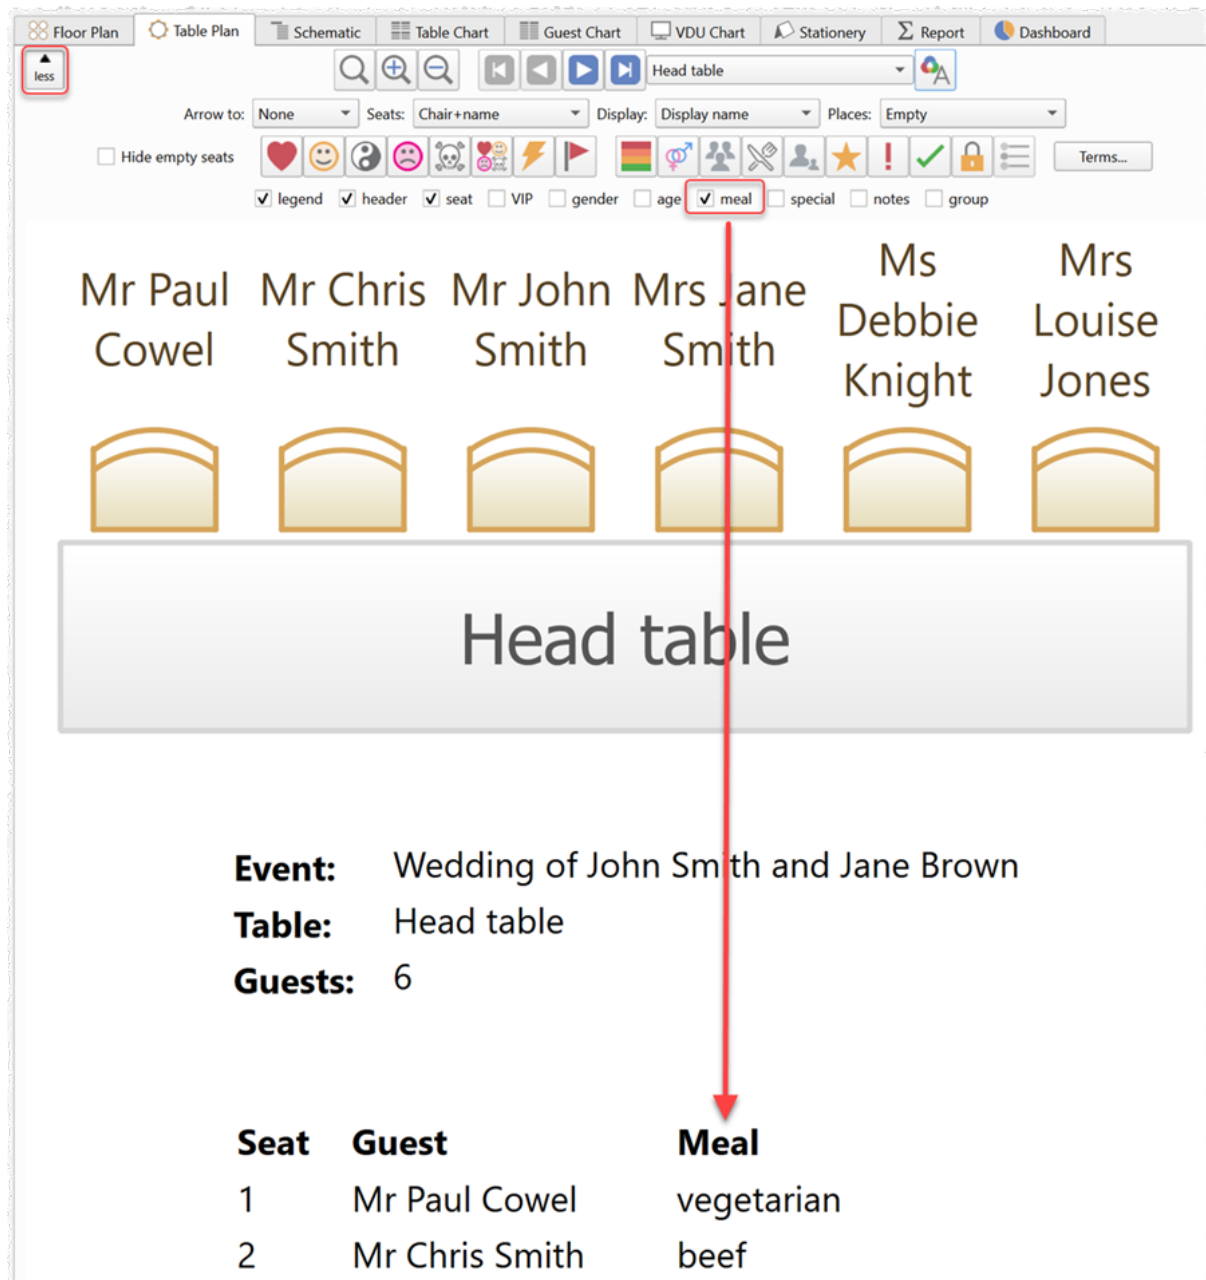 Floor Plan Table Plan Schematic Table Chart Guest Chart VDU Chart Stationery Report Dashboard
less Head table
Arrow to: None Seats: Chair+name Display: Display name Places: Empty
Hide empty seats Terms...
legend header seat VIP gender age meal special notes group
Mr Paul Cowel
Mr Chris Smith
Mr John Smith
Mrs Jane Smith
Ms Debbie Knight
Mrs Louise Jones
Head table
Event: Wedding of John Smith and Jane Brown
Table: Head table
Guests: 6
Seat Guest Meal
1 Mr Paul Cowel vegetarian
2 Mr Chris Smith beef